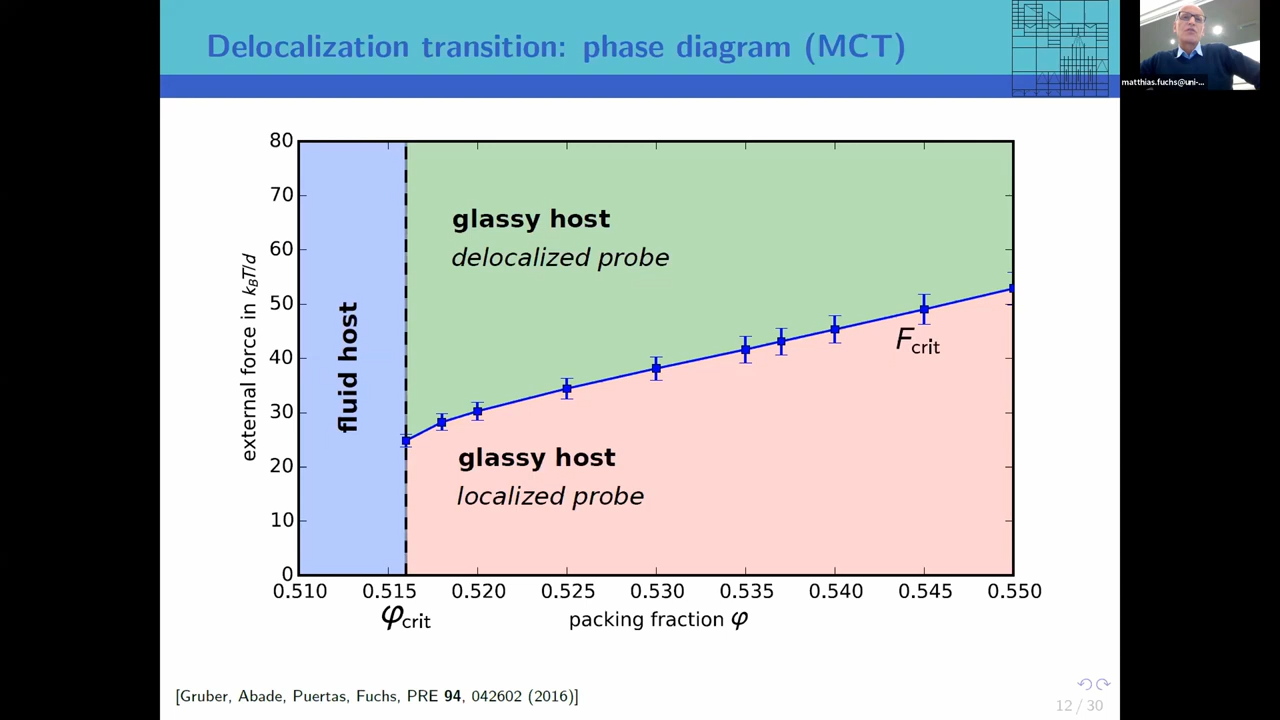 Delocalization transition: phase diagram (MCT)
matthias.fuchs@uni-...
80
70
60
50
40
30
20
10
0
external force in k_BT/d
fluid host
glassy host
delocalized probe
F_crit
glassy host
localized probe
0.510 0.515 0.520 0.525 0.530 0.535 0.540 0.545 0.550
φ_crit
packing fraction φ
[Gruber, Abade, Puertas, Fuchs, PRE 94, 042602 (2016)]
12 / 30